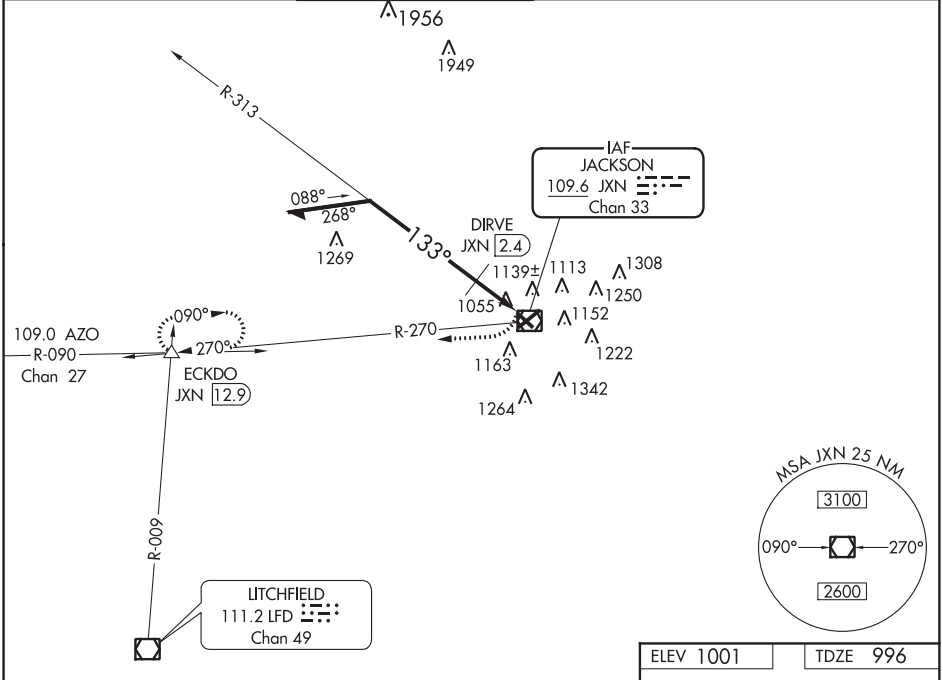 1956
1949
R-313
IAF
JACKSON
109.6 JXN
Chan 33
088°
268°
133°
DIRVE
JXN 2.4
1269
1139±
1113
1308
1055
1250
1152
090°
109.0 AZO
R-090
Chan 27
270°
R-270
1163
1222
ECKDO
JXN 12.9
1342
1264
MSA JXN 25 NM
3100
090°
270°
2600
R-009
LITCHFIELD
111.2 LFD
Chan 49
ELEV 1001
TDZE 996